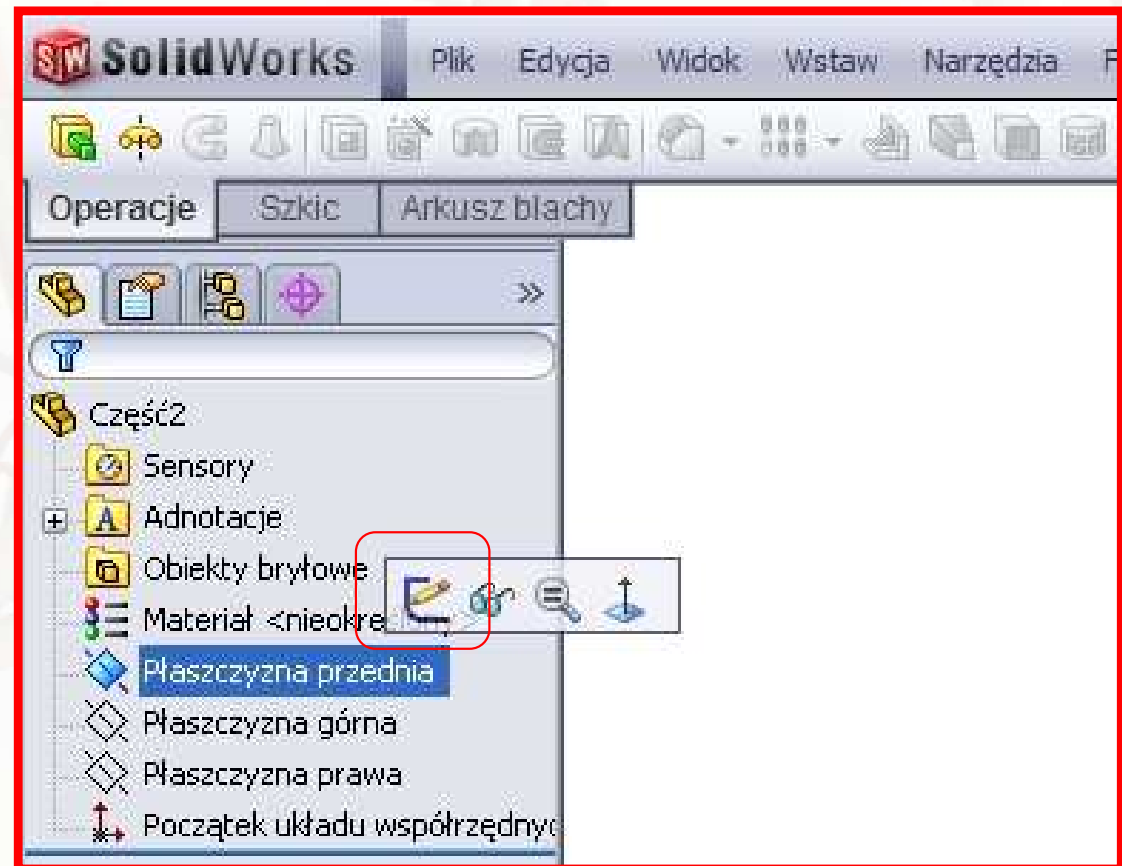 SolidWorks Plik Edycja Widok Wstaw Narzędzia F
Operacje Szkic Arkusz blachy
Część2
Sensory
A Adnotacje
Obiekty bryłowe
Materiał <nieokre
Płaszczyzna przednia
Płaszczyzna górna
Płaszczyzna prawa
Początek układu współrzędnyc